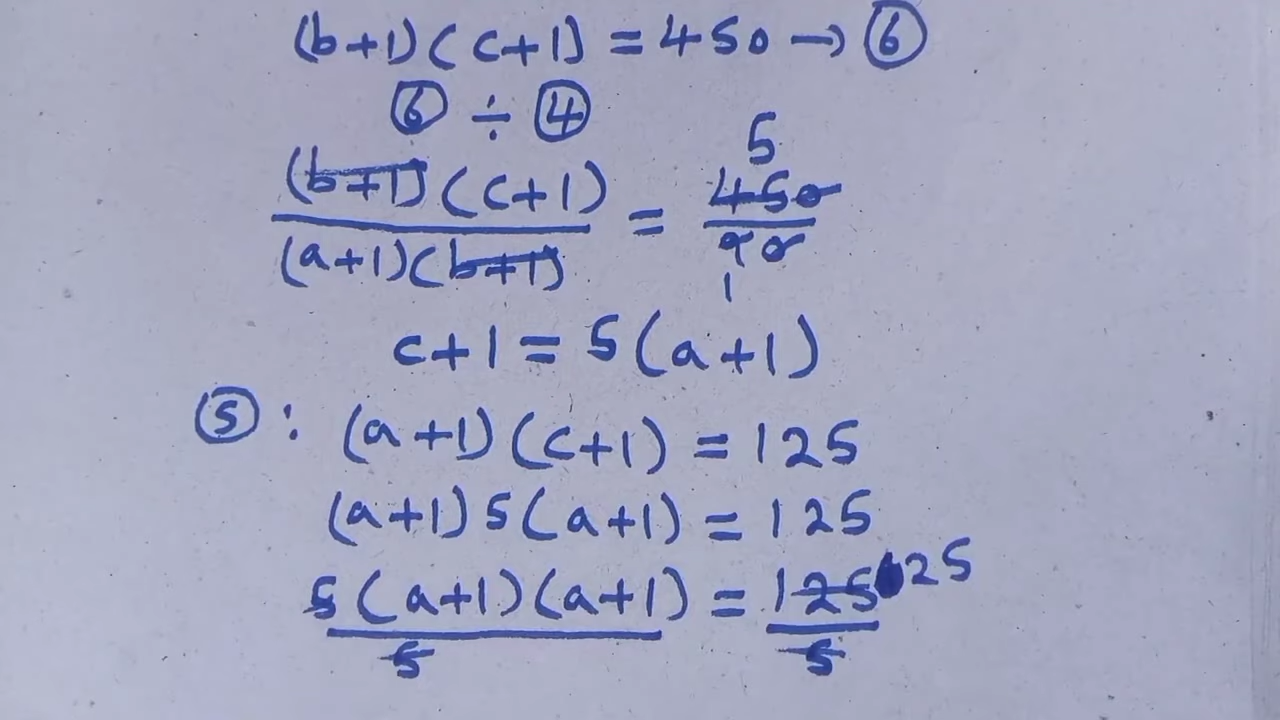 (b+1)(c+1) = 450 → ⑥
⑥ ÷ ④
5
(b+1)(c+1) = 450
(a+1)(b+1) 90
1
c+1 = 5(a+1)
⑤ : (a+1)(c+1) = 125
(a+1)5(a+1) = 125
5(a+1)(a+1) = 125 25
5 5